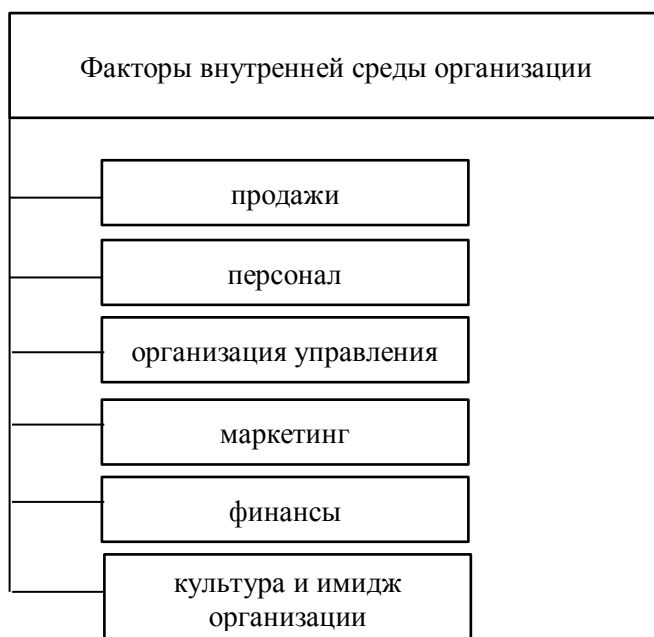 Факторы внутренней среды организации
продажи
персонал
организация управления
маркетинг
финансы
культура и имидж
организации